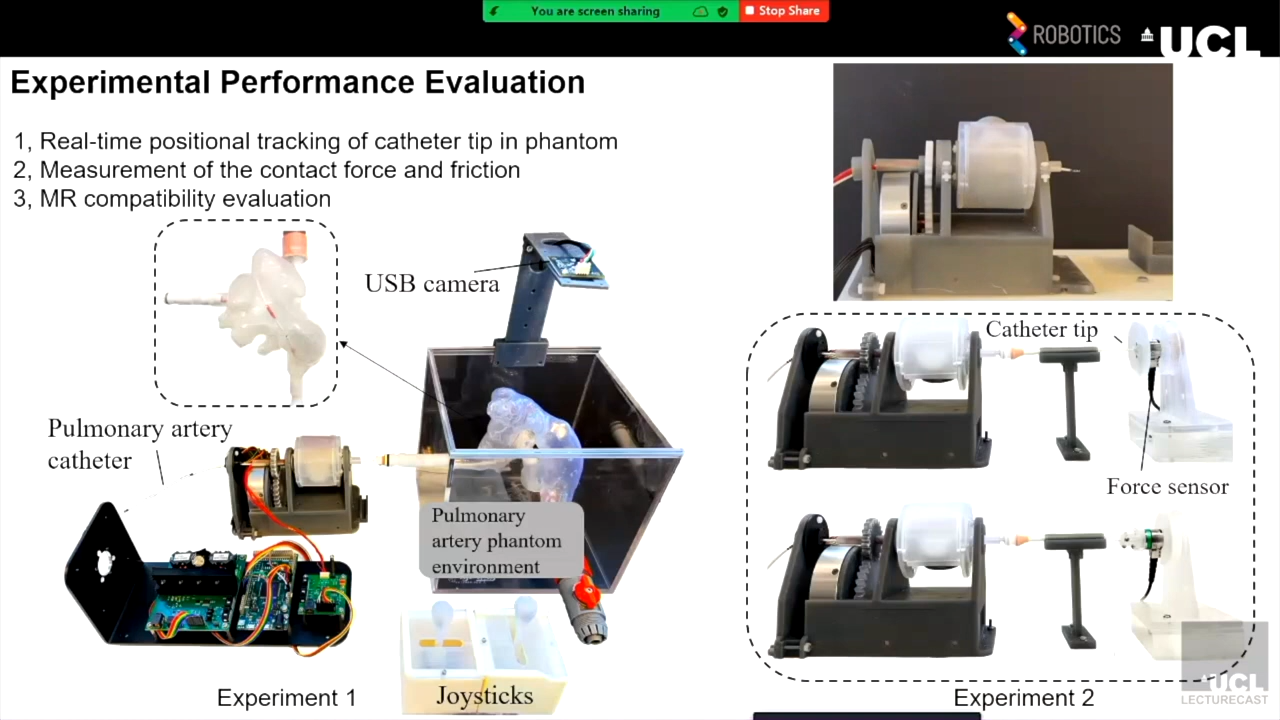 You are screen sharing
Stop Share
ROBOTICS
UCL
Experimental Performance Evaluation
1, Real-time positional tracking of catheter tip in phantom
2, Measurement of the contact force and friction
3, MR compatibility evaluation
USB camera
Pulmonary artery
catheter
Pulmonary
artery phantom
environment
Joysticks
Experiment 1
Catheter tip
Force sensor
Experiment 2
UCL
LECTURECAST